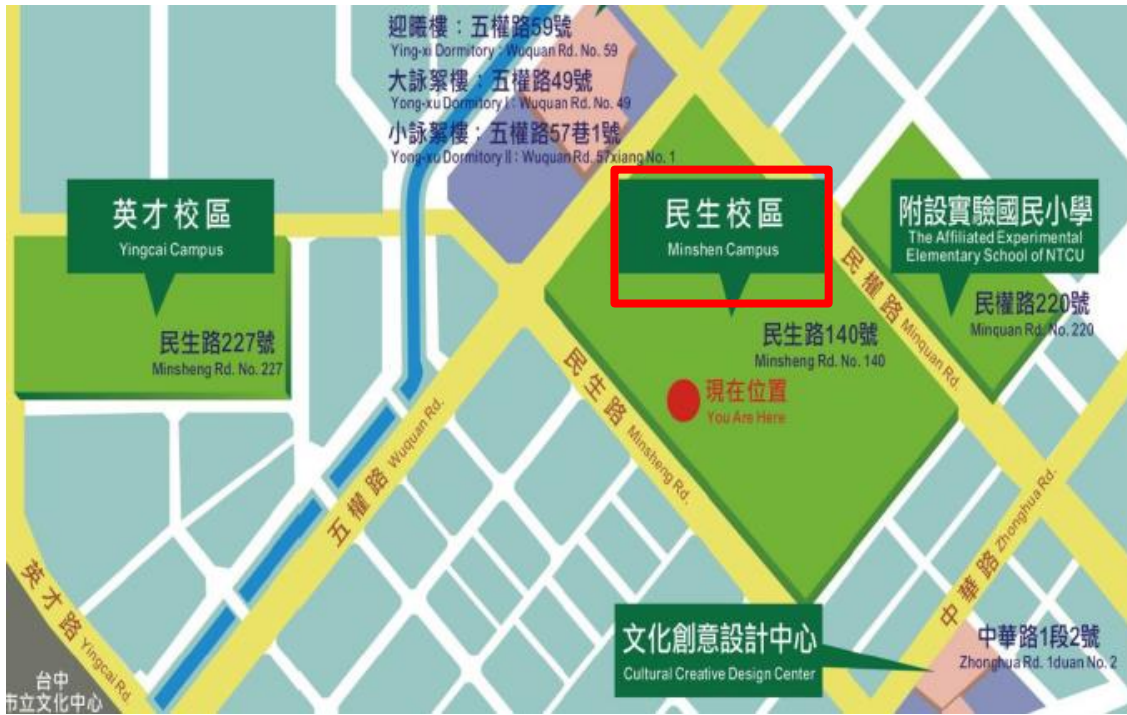 迎曦樓：五權路59號
Ying-xi Dormitory：Wuquan Rd. No. 59
大詠絮樓：五權路49號
Yong-xu Dormitory I：Wuquan Rd. No. 49
小詠絮樓：五權路57巷1號
Yong-xu Dormitory II：Wuquan Rd. 57xiang No. 1
英才校區
Yingcai Campus
民生校區
Minshen Campus
附設實驗國民小學
The Affiliated Experimental
Elementary School of NTCU
民生路227號
Minsheng Rd. No. 227
民生路140號
Minsheng Rd. No. 140
民權路220號
Minquan Rd. No. 220
民權路 Minquan Rd.
現在位置
You Are Here
民生路 Minsheng Rd.
五權路 Wuquan Rd.
中華路 Zhonghua Rd.
英才路 Yingcai Rd.
文化創意設計中心
Cultural Creative Design Center
中華路1段2號
Zhonghua Rd. 1duan No. 2
台中
市立文化中心